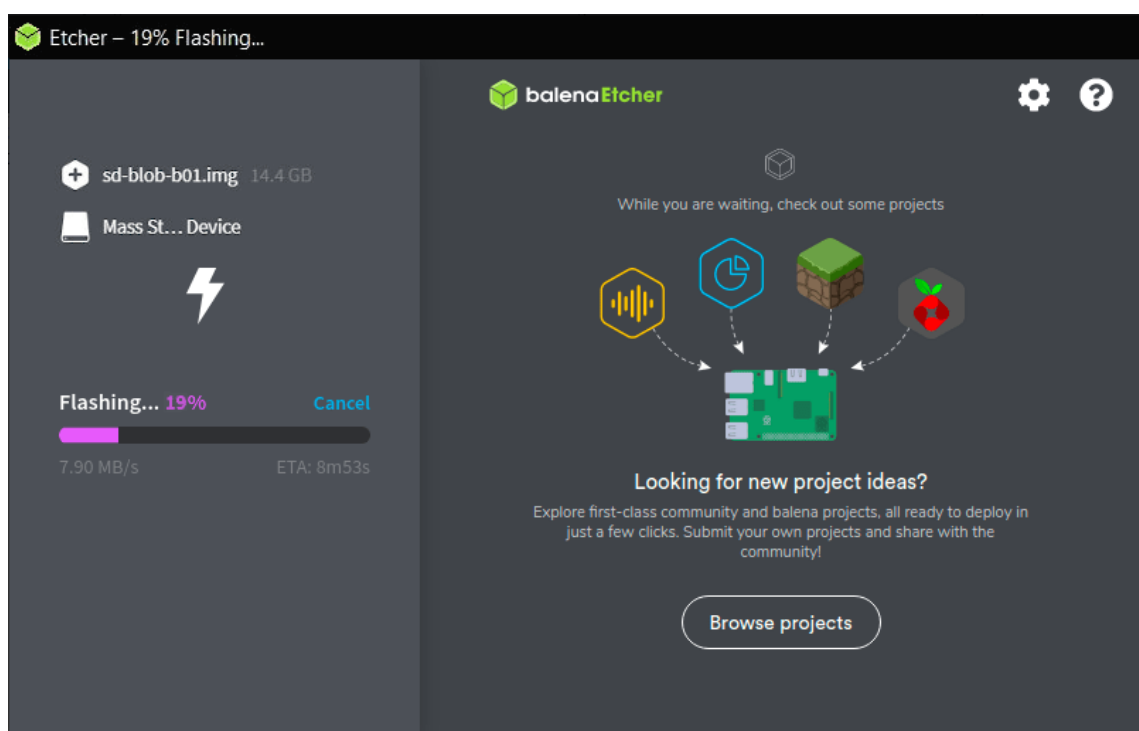 Etcher – 19% Flashing...
balenaEtcher
sd-blob-b01.img 14.4 GB
Mass St... Device
Flashing... 19% Cancel
7.90 MB/s ETA: 8m53s
While you are waiting, check out some projects
Looking for new project ideas?
Explore first-class community and balena projects, all ready to deploy in
just a few clicks. Submit your own projects and share with the
community!
Browse projects